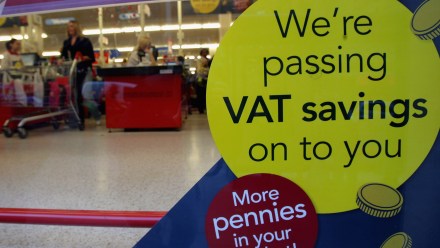 We're
passing
VAT savings
on to you
More
pennies
in your